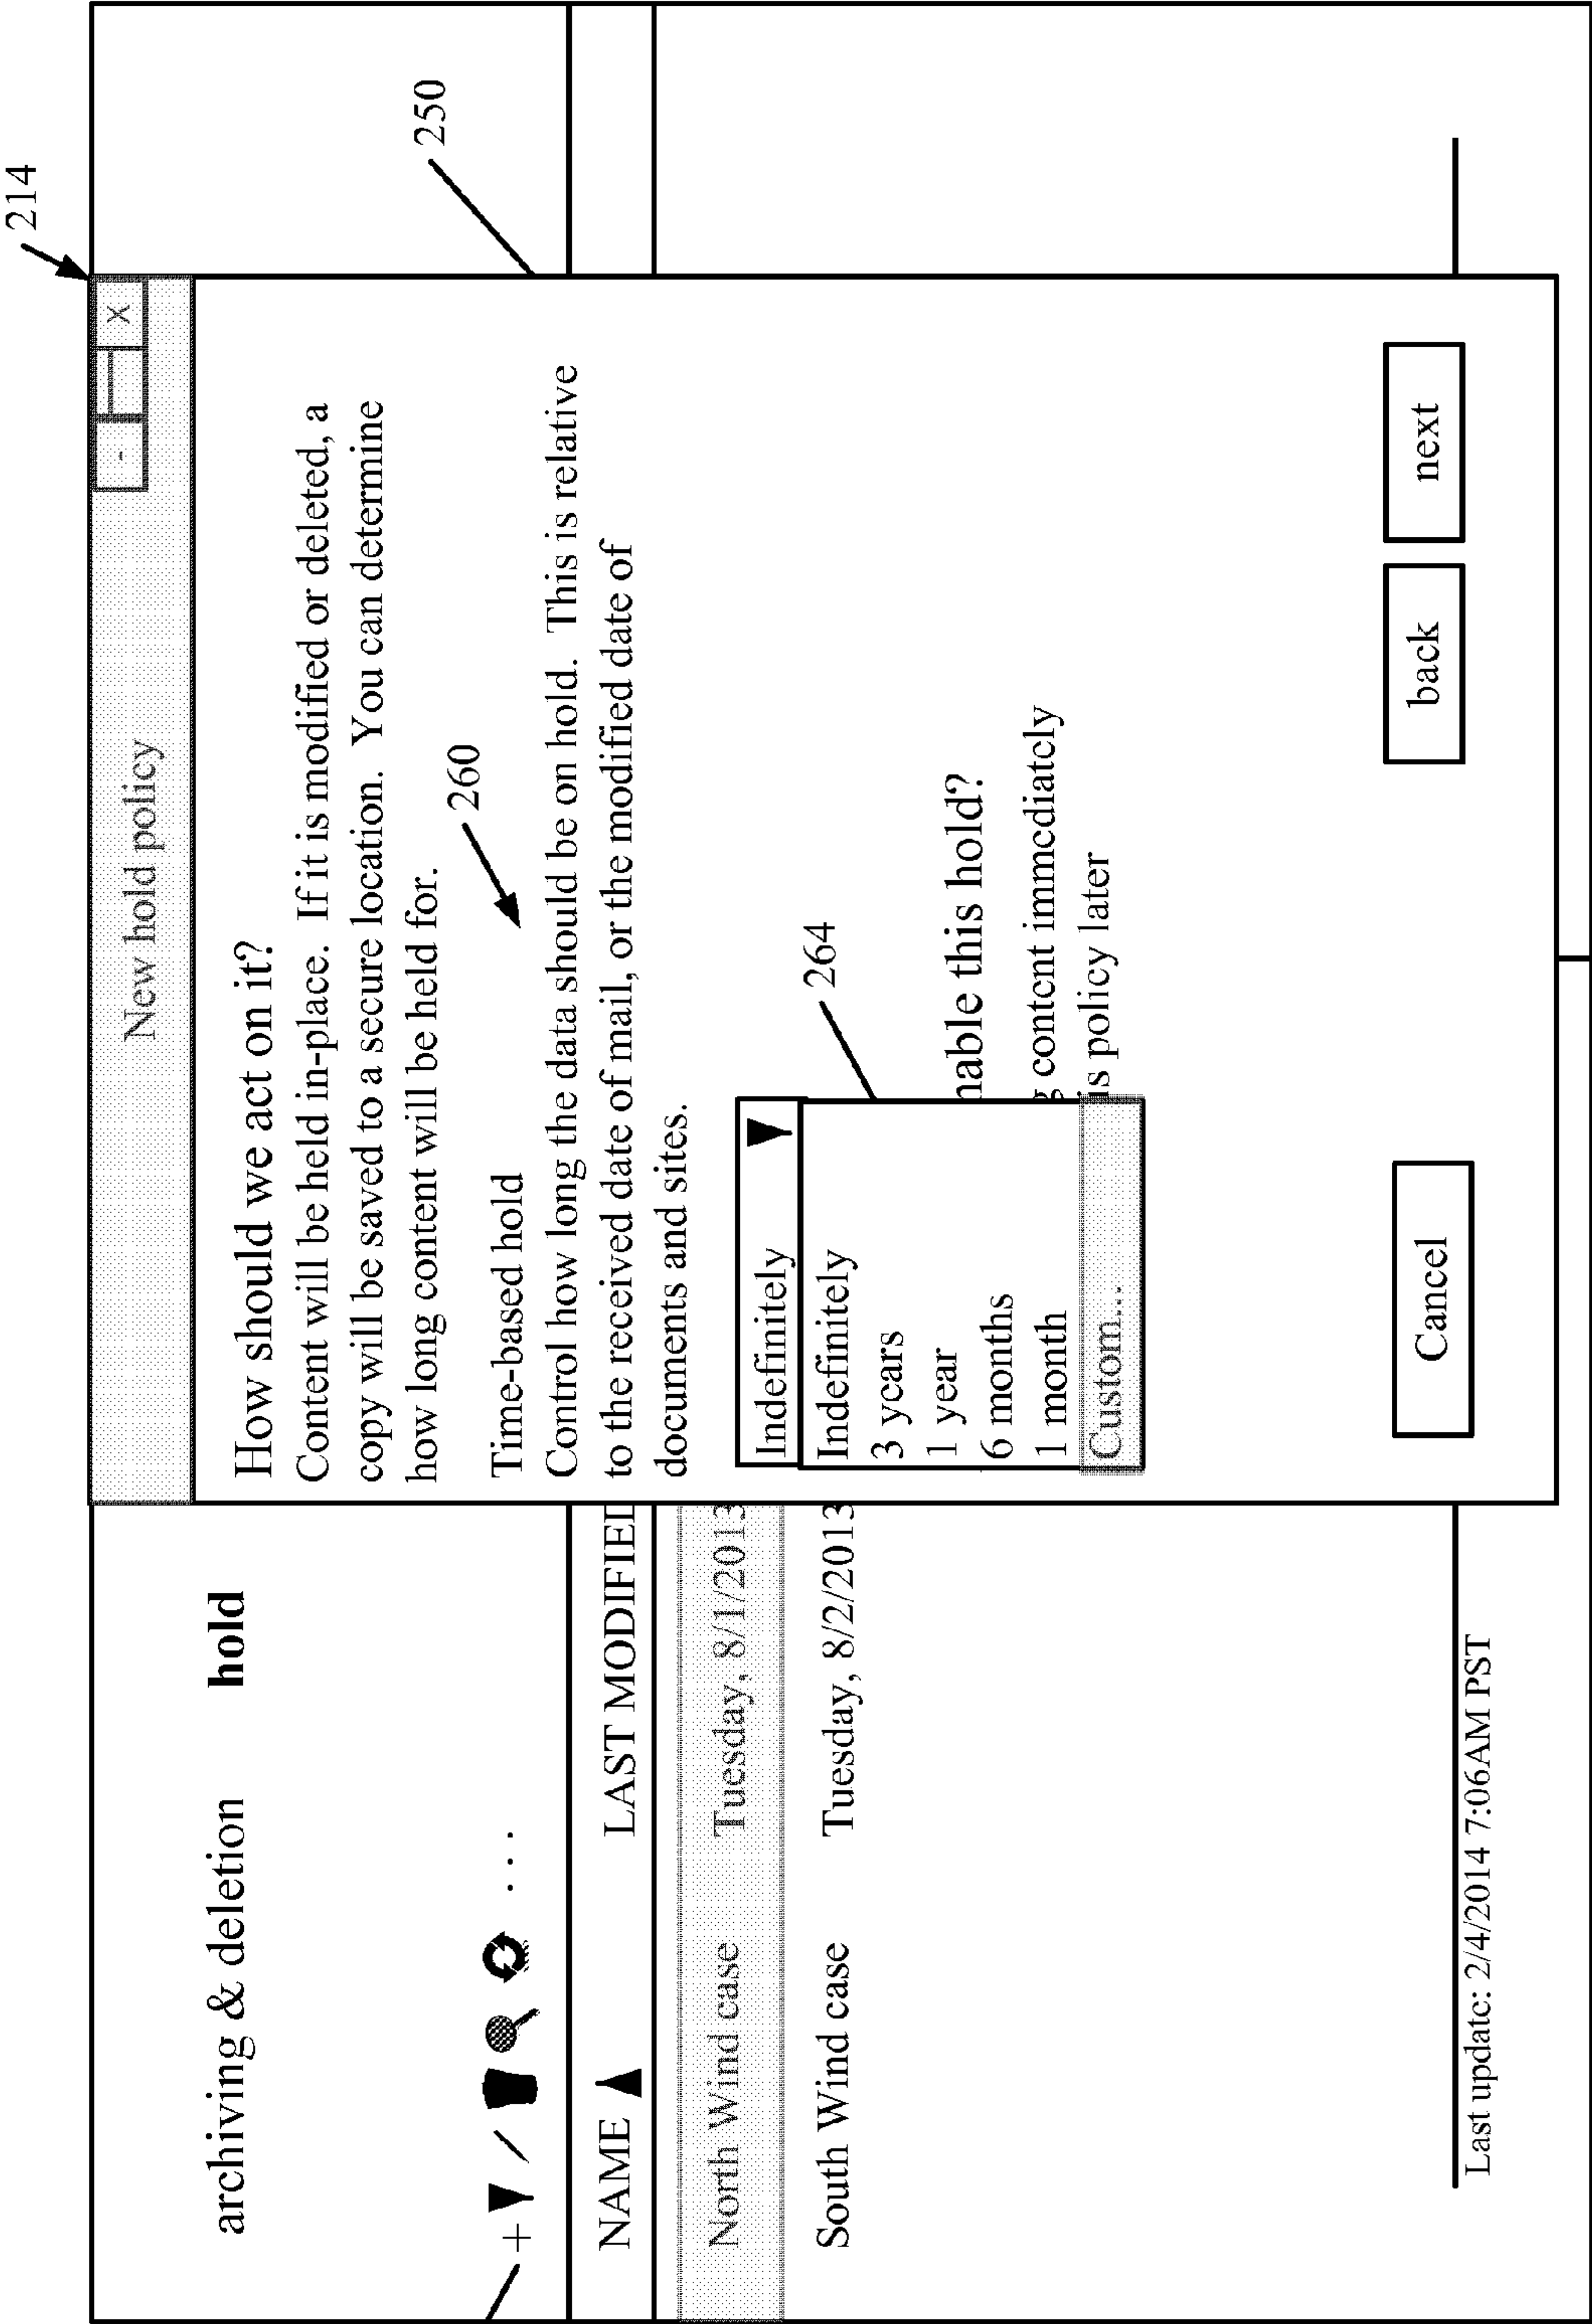 214
archiving & deletion hold
+
NAME LAST MODIFIED
North Wind case Tuesday, 8/1/2013
South Wind case Tuesday, 8/2/2013
Last update: 2/4/2014 7:06AM PST
New hold policy
- X
250
How should we act on it?
Content will be held in-place. If it is modified or deleted, a
copy will be saved to a secure location. You can determine
how long content will be held for.
260
Time-based hold
Control how long the data should be on hold. This is relative
to the received date of mail, or the modified date of
documents and sites.
Indefinitely
264
Indefinitely
3 years
1 year
6 months
1 month
Custom...
nable this hold?
g content immediately
is policy later
Cancel back next